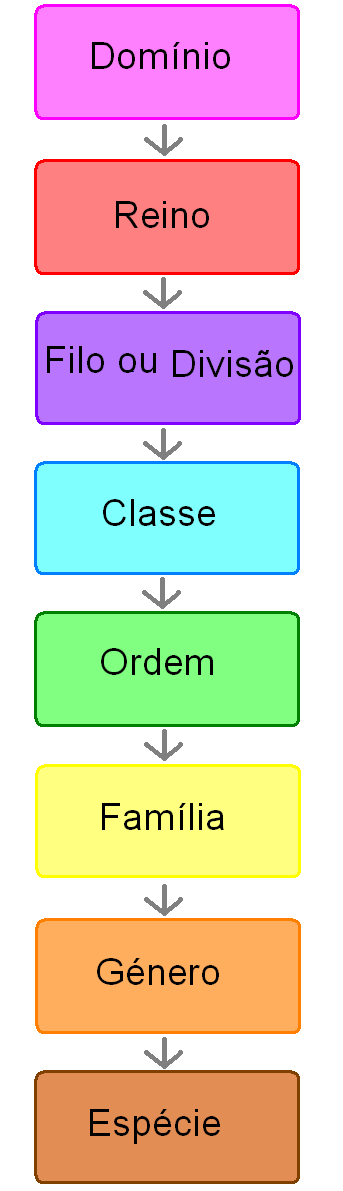 Domínio
Reino
Filo ou Divisão
Classe
Ordem
Família
Género
Espécie